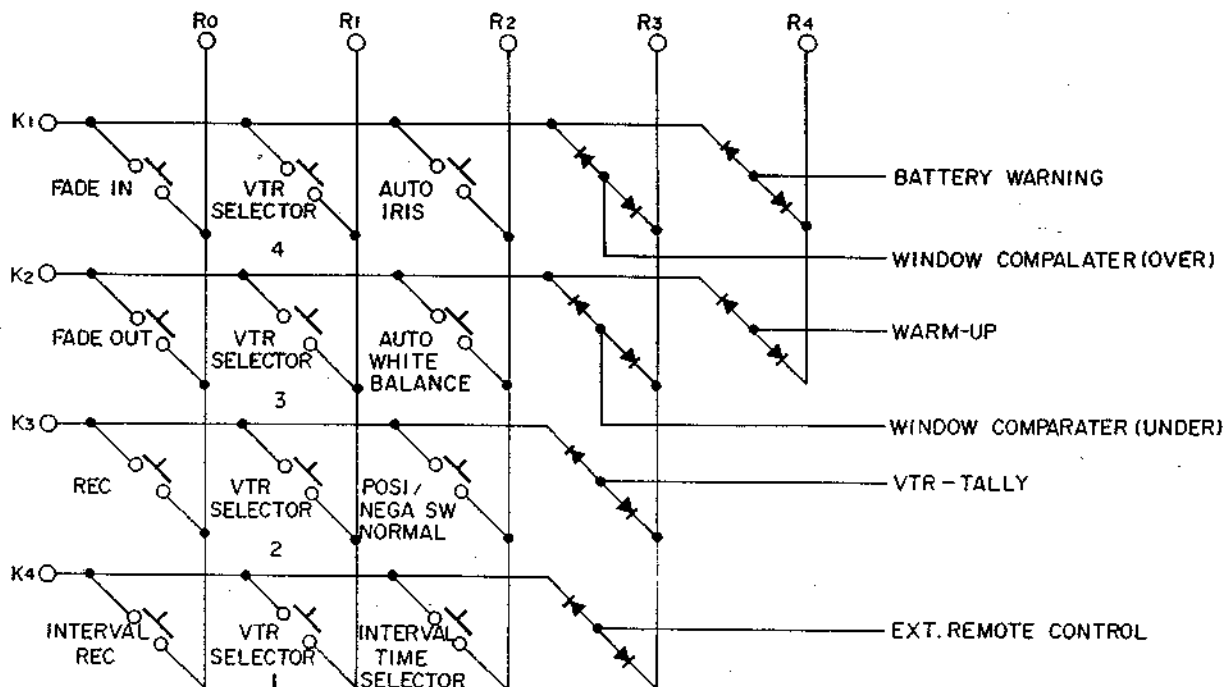 R0 R1 R2 R3 R4
K1
FADE IN
VTR
SELECTOR
4
AUTO
IRIS
BATTERY WARNING
WINDOW COMPALATER (OVER)
K2
FADE OUT
VTR
SELECTOR
3
AUTO
WHITE
BALANCE
WARM-UP
WINDOW COMPARATER (UNDER)
K3
REC
VTR
SELECTOR
2
POSI/
NEGA SW
NORMAL
VTR-TALLY
K4
INTERVAL
REC
VTR
SELECTOR
1
INTERVAL
TIME
SELECTOR
EXT. REMOTE CONTROL